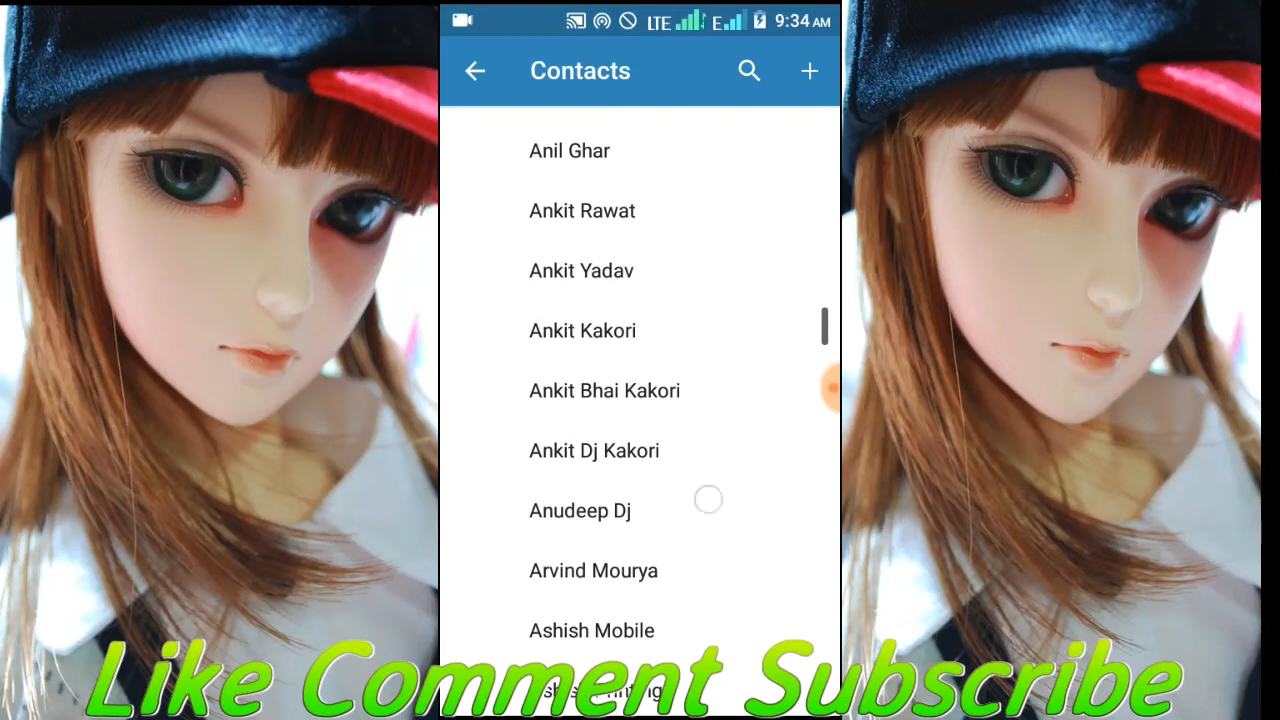 LTE E 9:34 AM
Contacts
Anil Ghar
Ankit Rawat
Ankit Yadav
Ankit Kakori
Ankit Bhai Kakori
Ankit Dj Kakori
Anudeep Dj
Arvind Mourya
Ashish Mobile
Like Comment Subscribe